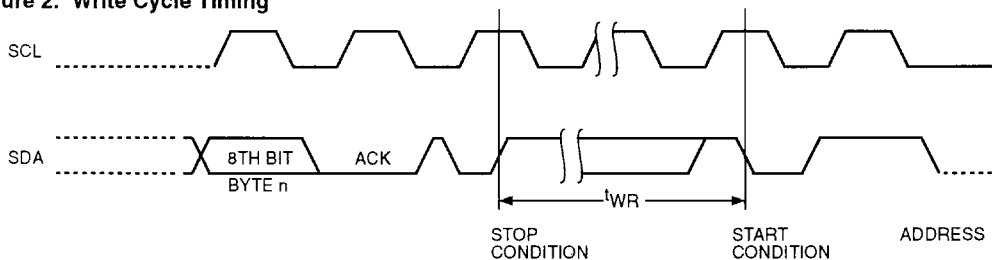 ure 2. Write Cycle Timing
SCL
SDA
8TH BIT
ACK
BYTE n
tWR
STOP
CONDITION
START
CONDITION
ADDRESS